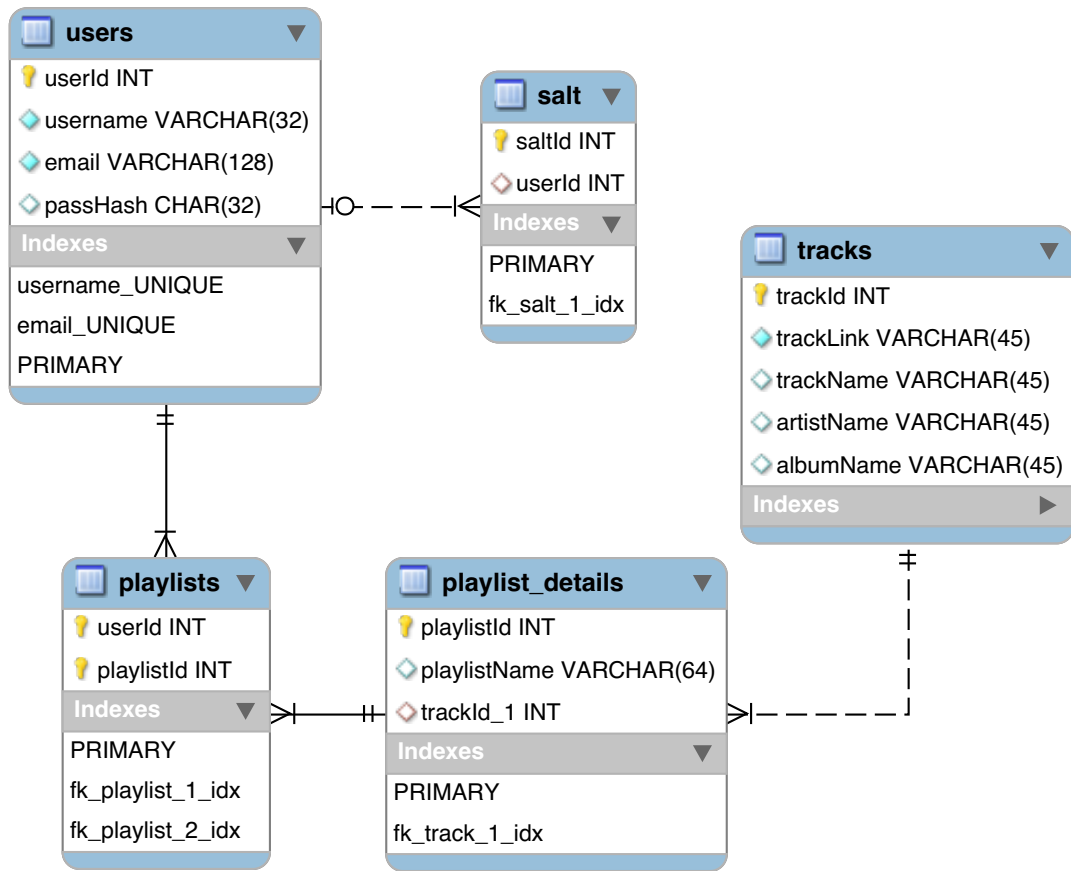 users
userId INT
username VARCHAR(32)
email VARCHAR(128)
passHash CHAR(32)
Indexes
username_UNIQUE
email_UNIQUE
PRIMARY
salt
saltId INT
userId INT
Indexes
PRIMARY
fk_salt_1_idx
tracks
trackId INT
trackLink VARCHAR(45)
trackName VARCHAR(45)
artistName VARCHAR(45)
albumName VARCHAR(45)
Indexes
playlists
userId INT
playlistId INT
Indexes
PRIMARY
fk_playlist_1_idx
fk_playlist_2_idx
playlist_details
playlistId INT
playlistName VARCHAR(64)
trackId_1 INT
Indexes
PRIMARY
fk_track_1_idx